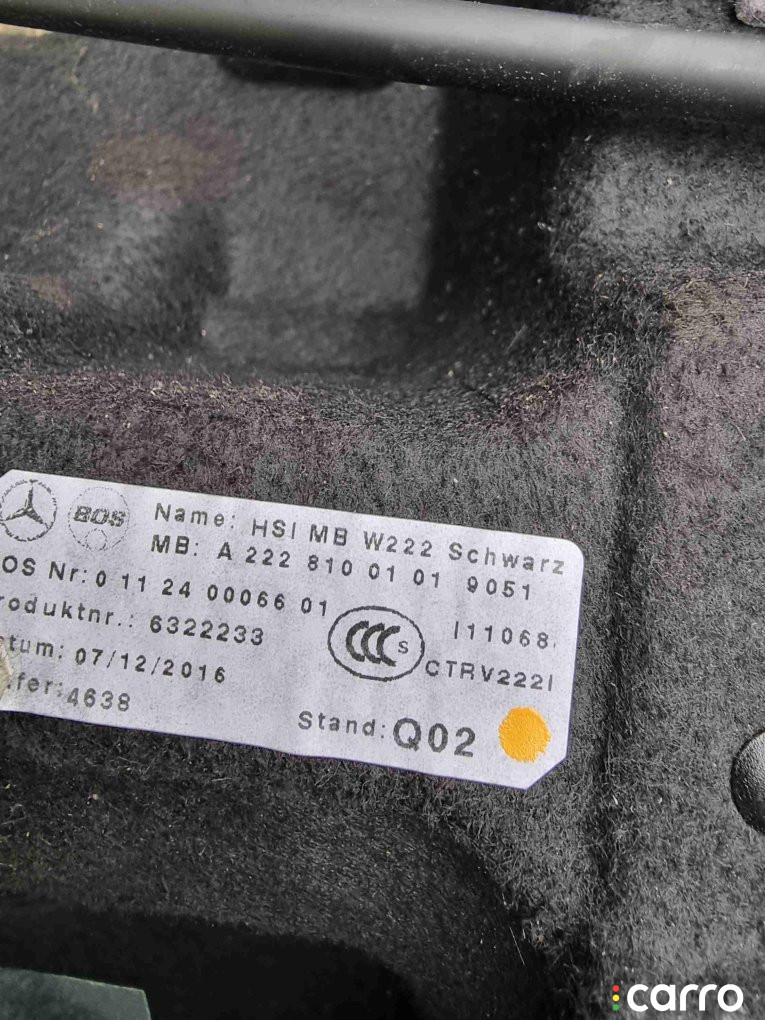 BOS
Name: HSI MB W222 Schwarz
MB: A 222 810 01 01 9051
OS Nr:0 11 24 00066 01
roduktnr.: 6322233
tum: 07/12/2016
fer:4638
CCC S
I11068
CTRV222I
Stand: Q02
carro